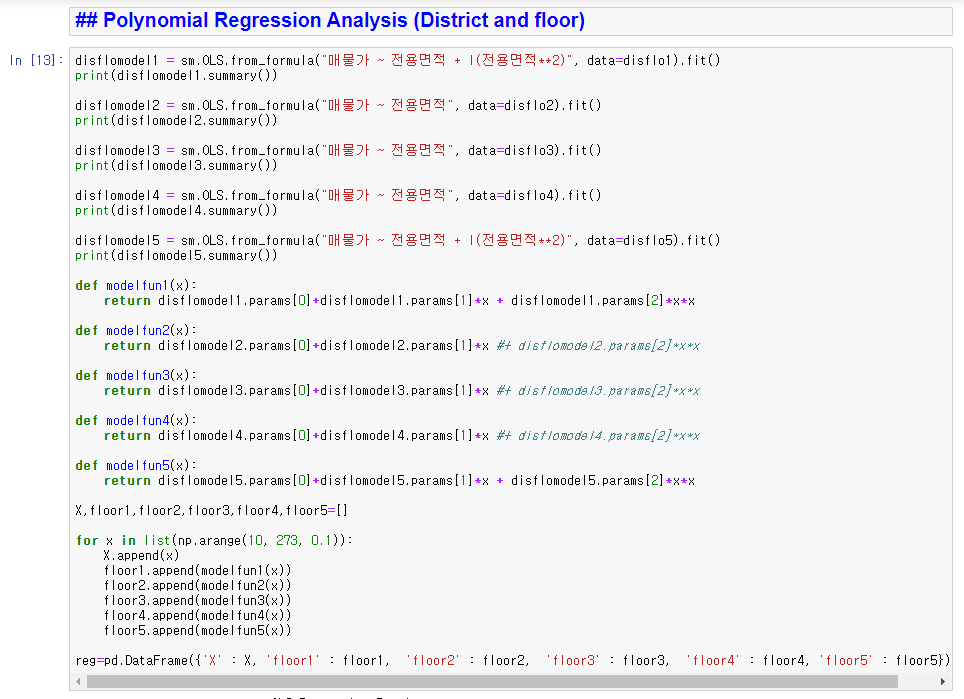 ## Polynomial Regression Analysis (District and floor)
In [13]: disflomodel1 = sm.OLS.from_formula("매물가 ~ 전용면적 + I(전용면적**2)", data=disflo1).fit()
print(disflomodel1.summary())
disflomodel2 = sm.OLS.from_formula("매물가 ~ 전용면적", data=disflo2).fit()
print(disflomodel2.summary())
disflomodel3 = sm.OLS.from_formula("매물가 ~ 전용면적", data=disflo3).fit()
print(disflomodel3.summary())
disflomodel4 = sm.OLS.from_formula("매물가 ~ 전용면적", data=disflo4).fit()
print(disflomodel4.summary())
disflomodel5 = sm.OLS.from_formula("매물가 ~ 전용면적 + I(전용면적**2)", data=disflo5).fit()
print(disflomodel5.summary())
def modelfun1(x):
    return disflomodel1.params[0]+disflomodel1.params[1]*x + disflomodel1.params[2]*x*x
def modelfun2(x):
    return disflomodel2.params[0]+disflomodel2.params[1]*x #+ disflomodel2.params[2]*x*x
def modelfun3(x):
    return disflomodel3.params[0]+disflomodel3.params[1]*x #+ disflomodel3.params[2]*x*x
def modelfun4(x):
    return disflomodel4.params[0]+disflomodel4.params[1]*x #+ disflomodel4.params[2]*x*x
def modelfun5(x):
    return disflomodel5.params[0]+disflomodel5.params[1]*x + disflomodel5.params[2]*x*x
X,floor1,floor2,floor3,floor4,floor5=[]
for x in list(np.arange(10, 273, 0.1)):
    X.append(x)
    floor1.append(modelfun1(x))
    floor2.append(modelfun2(x))
    floor3.append(modelfun3(x))
    floor4.append(modelfun4(x))
    floor5.append(modelfun5(x))
reg=pd.DataFrame({'X' : X, 'floor1' : floor1,  'floor2' : floor2,  'floor3' : floor3,  'floor4' : floor4, 'floor5' : floor5})